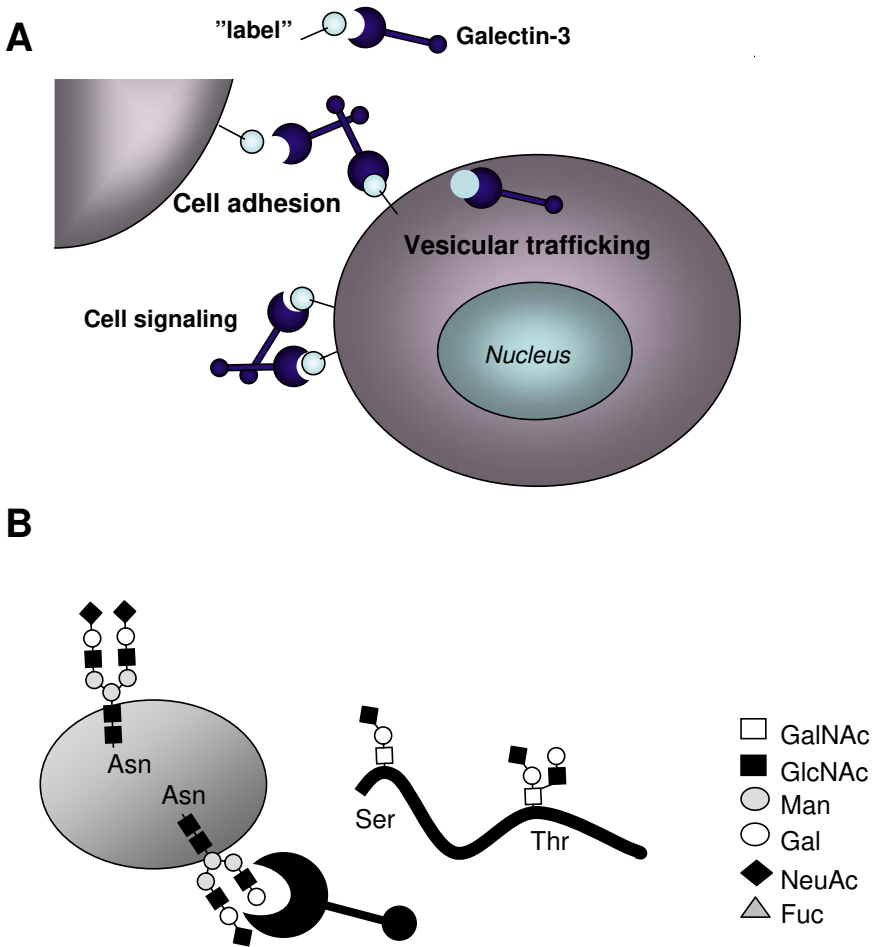 A
”label”
Galectin-3
Cell adhesion
Vesicular trafficking
Cell signaling
Nucleus
B
Asn
Asn
Ser
Thr
GalNAc
GlcNAc
Man
Gal
NeuAc
Fuc